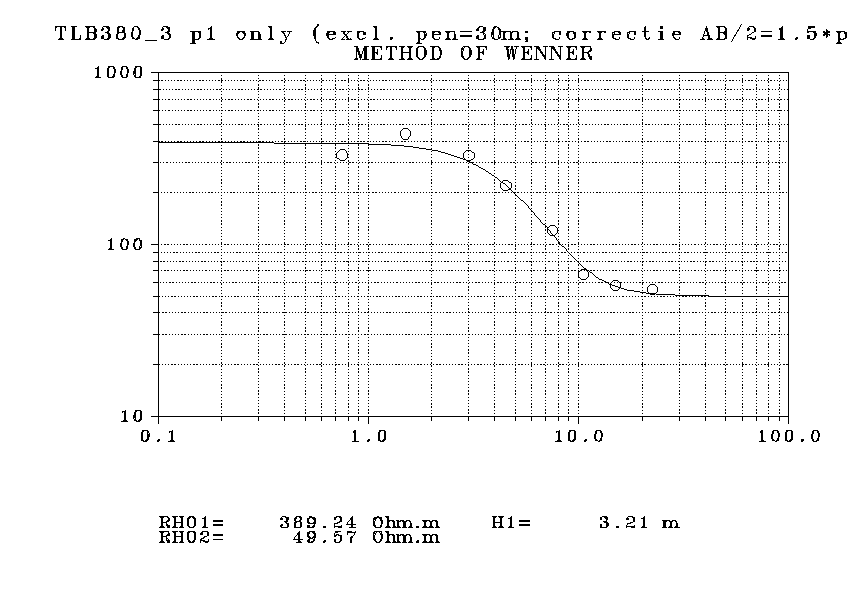 TLB380_3 p1 only (excl. pen=30m; correctie AB/2=1.5*p
METHOD OF WENNER
1000
100
10
0.1 1.0 10.0 100.0
RHO1= 389.24 Ohm.m H1= 3.21 m
RHO2= 49.57 Ohm.m